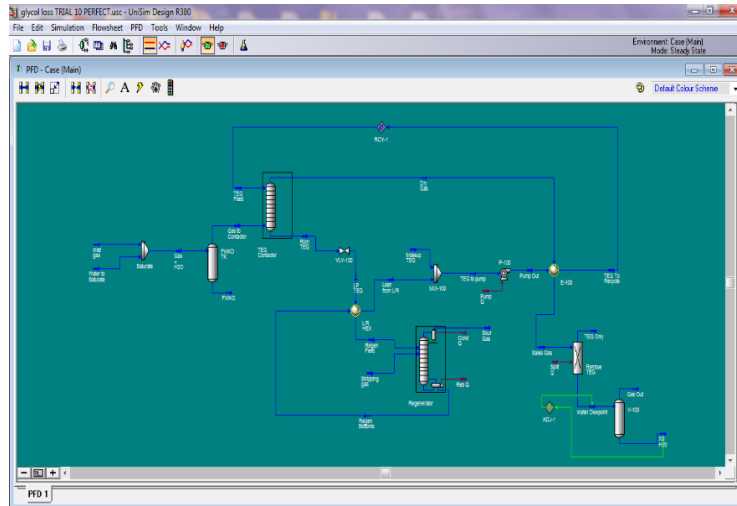 glycol loss TRIAL 10 PERFECT.usc - UniSim Design R380
File Edit Simulation Flowsheet PFD Tools Window Help
Environment: Case (Main)
Mode: Steady State
PFD - Case (Main)
A
Default Colour Scheme
RCY-1
TEG
Feed
Dry
Gas
Gas to
Contactor
Wet
gas
Water to
Saturate
Saturate
Gas
+
H2O
FWKO
TK
FWKO
TEG
Contactor
Rich
TEG
VLV-100
LP
TEG
Makeup
TEG
Lean
from L/R
MIX-100
TEG to pump
P-100
Pump
Q
Pump Out
E-100
TEG To
Recycle
L/R
HEX
Regen
Feed
Stripping
gas
Regen
Bottoms
Regenerator
Cond
Q
Sour
Gas
Reb Q
Sales Gas
Split
Q
TEG Only
Remove
TEG
ADJ-1
Water Dewpoint
Gas Out
V-100
XS
H2O
PFD 1